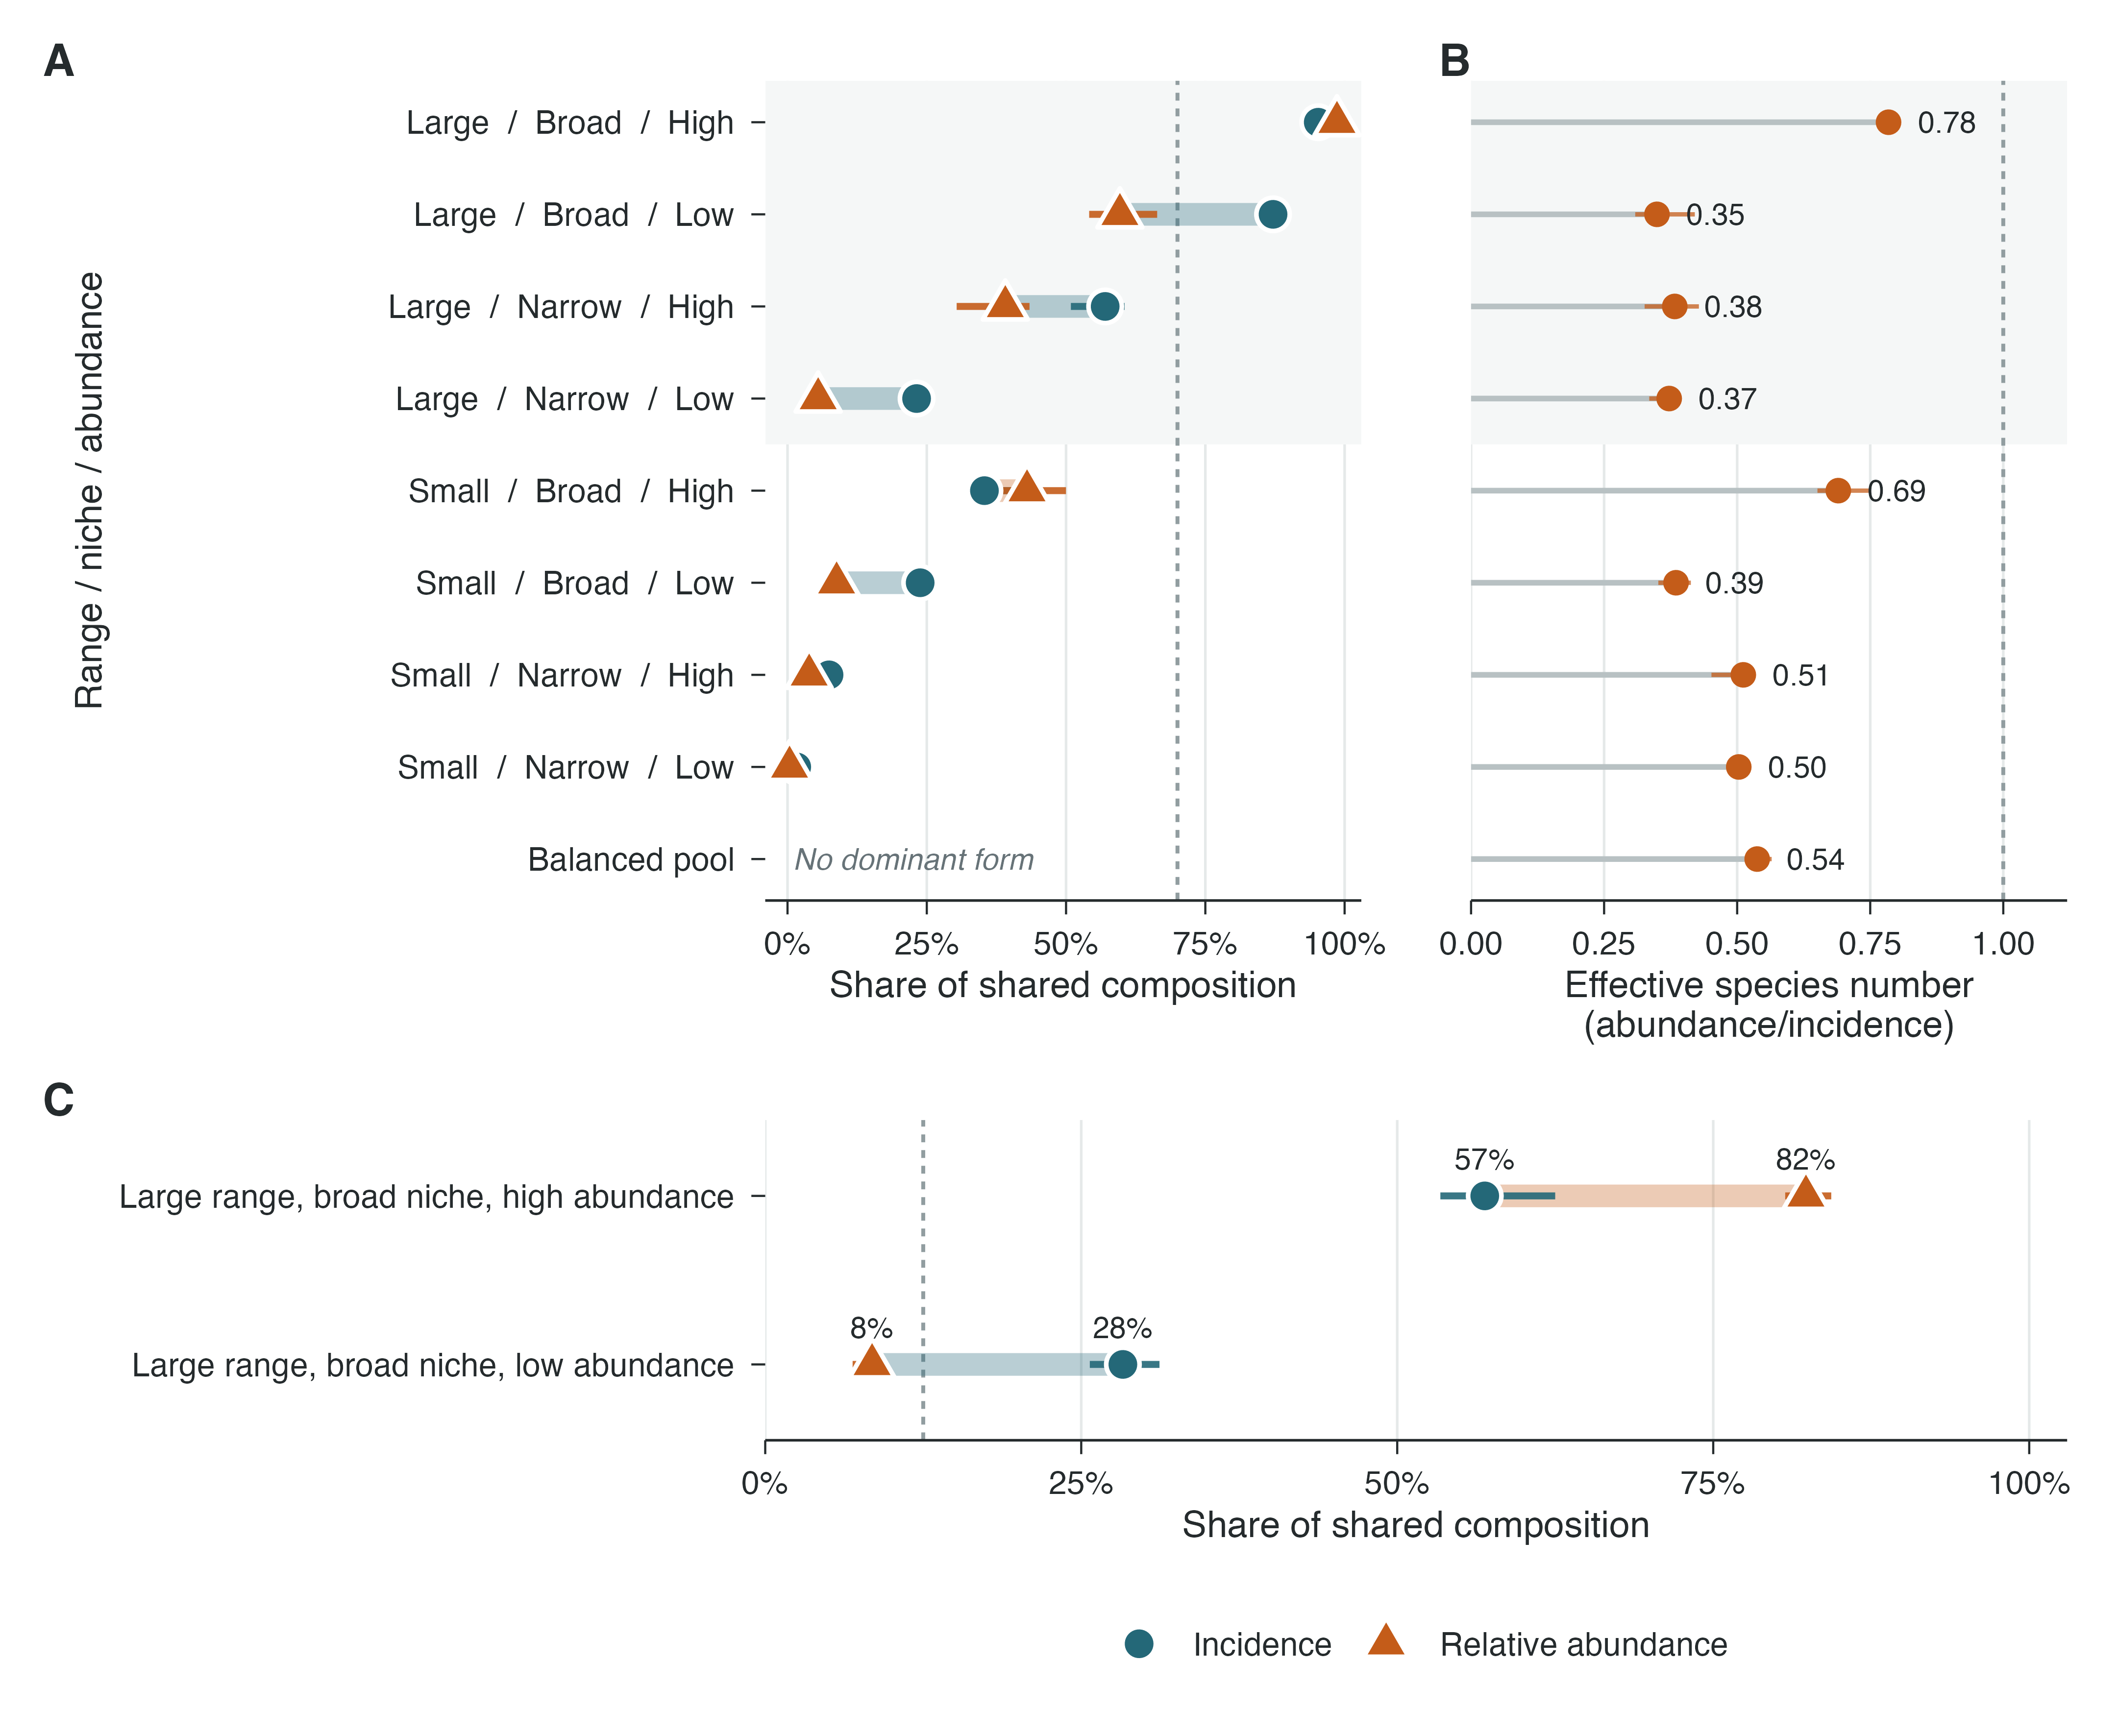 A
Range / niche / abundance
Large / Broad / High
Large / Broad / Low
Large / Narrow / High
Large / Narrow / Low
Small / Broad / High
Small / Broad / Low
Small / Narrow / High
Small / Narrow / Low
Balanced pool
No dominant form
0% 25% 50% 75% 100%
Share of shared composition
B
0.78
0.35
0.38
0.37
0.69
0.39
0.51
0.50
0.54
0.00 0.25 0.50 0.75 1.00
Effective species number
(abundance/incidence)
C
57% 82%
Large range, broad niche, high abundance
8% 28%
Large range, broad niche, low abundance
0% 25% 50% 75% 100%
Share of shared composition
Incidence Relative abundance